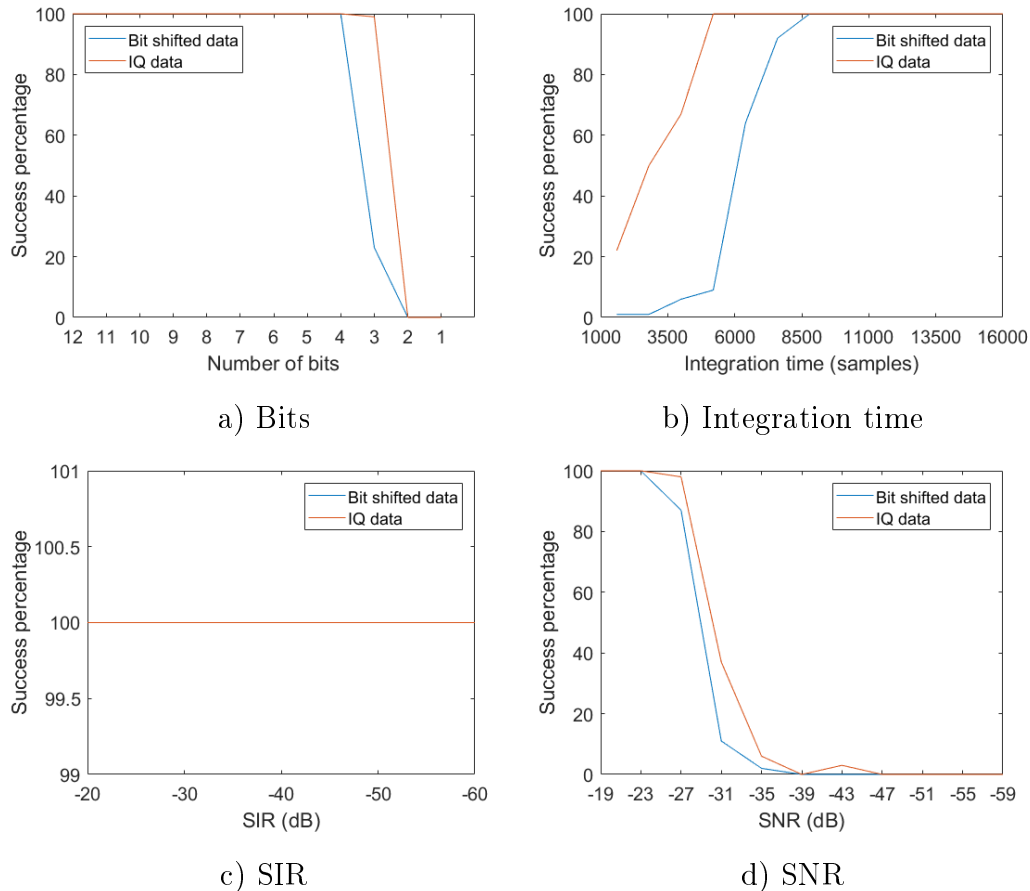 100
80
60
40
20
0
Success percentage
Bit shifted data
IQ data
12 11 10 9 8 7 6 5 4 3 2 1
Number of bits
a) Bits
100
80
60
40
20
0
Success percentage
Bit shifted data
IQ data
1000 3500 6000 8500 11000 13500 16000
Integration time (samples)
b) Integration time
101
100.5
100
99.5
99
Success percentage
Bit shifted data
IQ data
-20 -30 -40 -50 -60
SIR (dB)
c) SIR
100
80
60
40
20
0
Success percentage
Bit shifted data
IQ data
-19 -23 -27 -31 -35 -39 -43 -47 -51 -55 -59
SNR (dB)
d) SNR